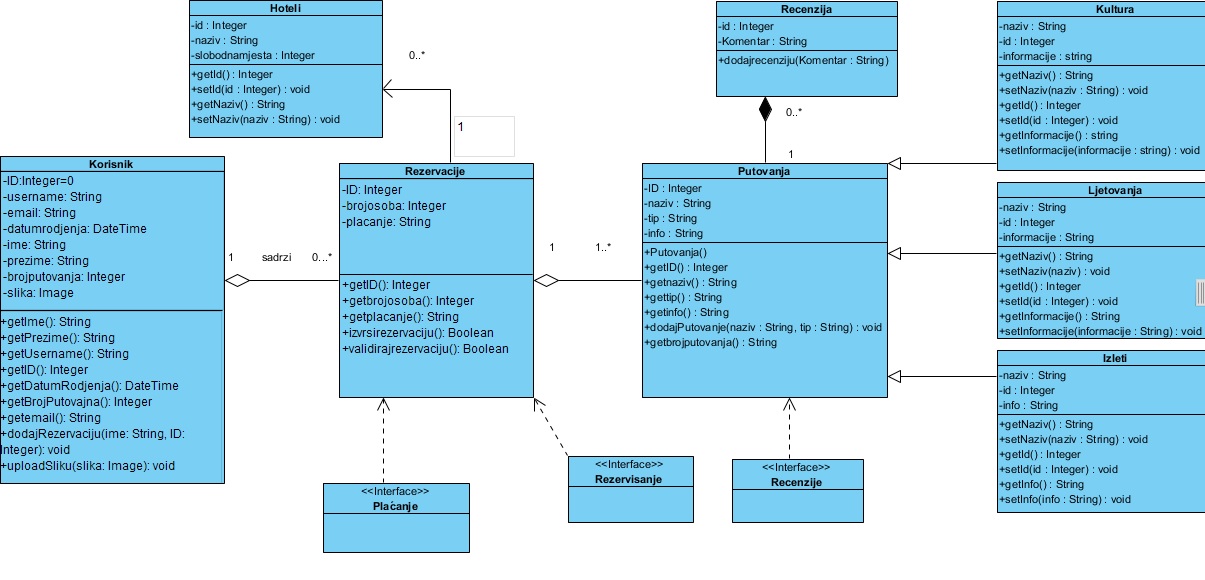 Hoteli
-id : Integer
-naziv : String
-slobodnamjesta : Integer
+getId() : Integer
+setId(id : Integer) : void
+getNaziv() : String
+setNaziv(naziv : String) : void
0..*
1
Recenzija
-id : Integer
-Komentar : String
+dodajrecenziju(Komentar : String)
0..*
1
Kultura
-naziv : String
-id : Integer
-informacije : string
+getNaziv() : String
+setNaziv(naziv : String) : void
+getId() : Integer
+setId(id : Integer) : void
+getInformacije() : string
+setInformacije(informacije : string) : void
Korisnik
-ID:Integer=0
-username: String
-email: String
-datumrodjenja: DateTime
-ime: String
-prezime: String
-brojputovanja: Integer
-slika: Image
+getIme(): String
+getPrezime(): String
+getUsername(): String
+getID(): Integer
+getDatumRodjenja(): DateTime
+getBrojPutovajna(): Integer
+getemail(): String
+dodajRezervaciju(ime: String, ID:
Integer): void
+uploadSliku(slika: Image): void
1 sadrzi 0...*
Rezervacije
-ID: Integer
-brojosoba: Integer
-placanje: String
+getID(): Integer
+getbrojosoba(): Integer
+getplacanje(): String
+izvrsirezervaciju(): Boolean
+validirajrezervaciju(): Boolean
1 1..*
Putovanja
-ID : Integer
-naziv : String
-tip : String
-info : String
+Putovanja()
+getID() : Integer
+getnaziv() : String
+gettip() : String
+getinfo() : String
+dodajPutovanje(naziv : String, tip : String) : void
+getbrojputovanja() : String
Ljetovanja
-naziv : String
-id : Integer
-informacije : String
+getNaziv() : String
+setNaziv(naziv) : void
+getId() : Integer
+setId(id : Integer) : void
+getInformacije() : String
+setInformacije(informacije : String) : void
Izleti
-naziv : String
-id : Integer
-info : String
+getNaziv() : String
+setNaziv(naziv : String) : void
+getId() : Integer
+setId(id : Integer) : void
+getInfo() : String
+setInfo(info : String) : void
<<Interface>>
Plaćanje
<<Interface>>
Rezervisanje
<<Interface>>
Recenzije